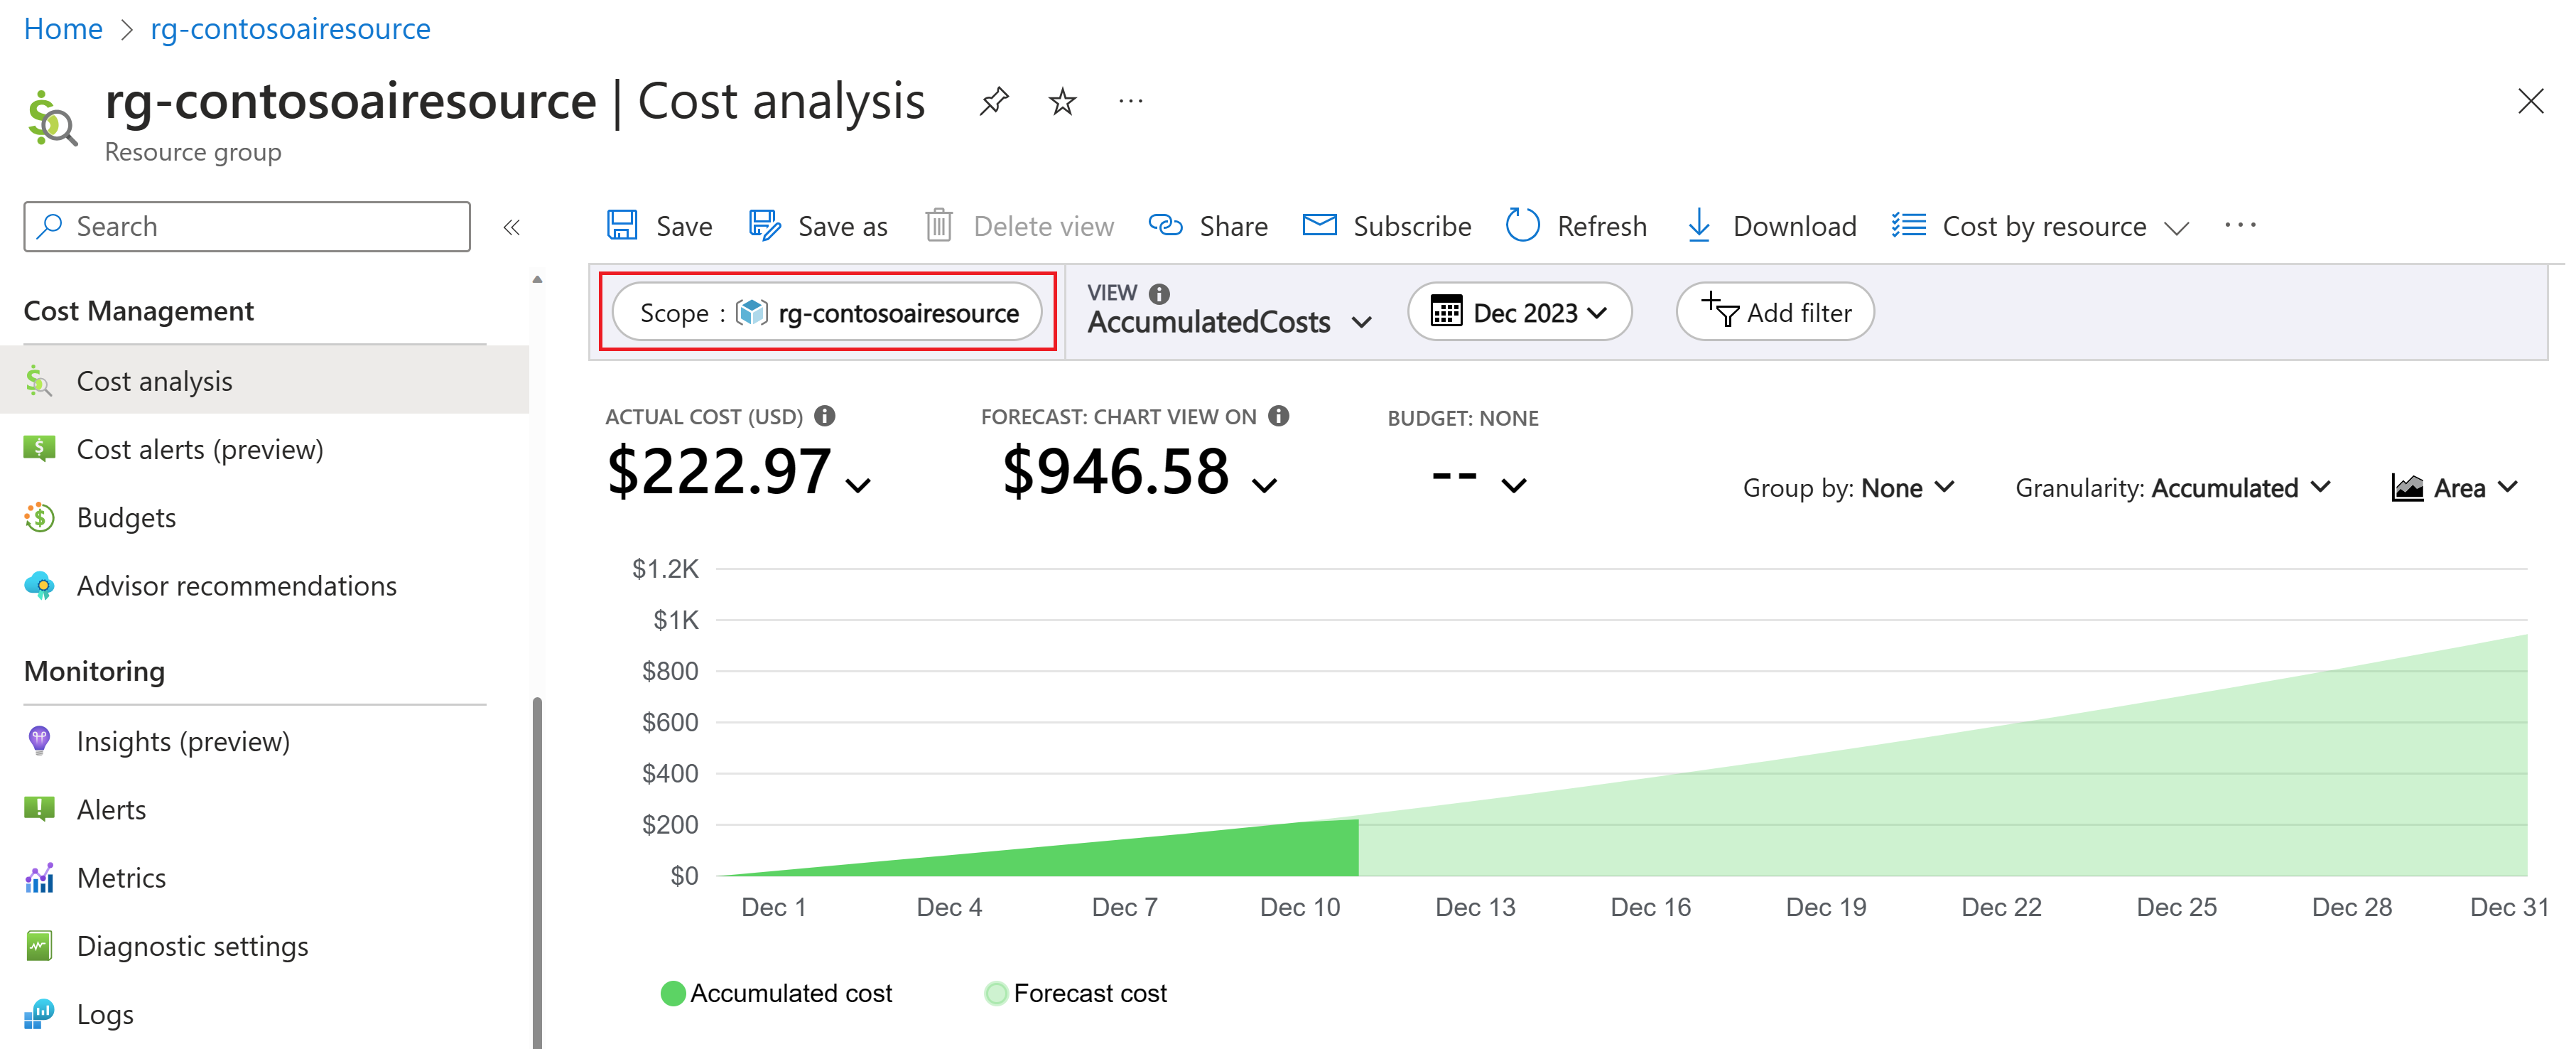 Home > rg-contosoairesource
rg-contosoairesource | Cost analysis ...
Resource group
Search «
Save Save as Delete view Share Subscribe Refresh Download Cost by resource ...
Cost Management
Cost analysis
Cost alerts (preview)
Budgets
Advisor recommendations
Monitoring
Insights (preview)
Alerts
Metrics
Diagnostic settings
Logs
Scope : rg-contosoairesource
VIEW
AccumulatedCosts
Dec 2023
Add filter
ACTUAL COST (USD)
$222.97
FORECAST: CHART VIEW ON
$946.58
BUDGET: NONE
--
Group by: None Granularity: Accumulated Area
$1.2K
$1K
$800
$600
$400
$200
$0
Dec 1 Dec 4 Dec 7 Dec 10 Dec 13 Dec 16 Dec 19 Dec 22 Dec 25 Dec 28 Dec 31
Accumulated cost Forecast cost